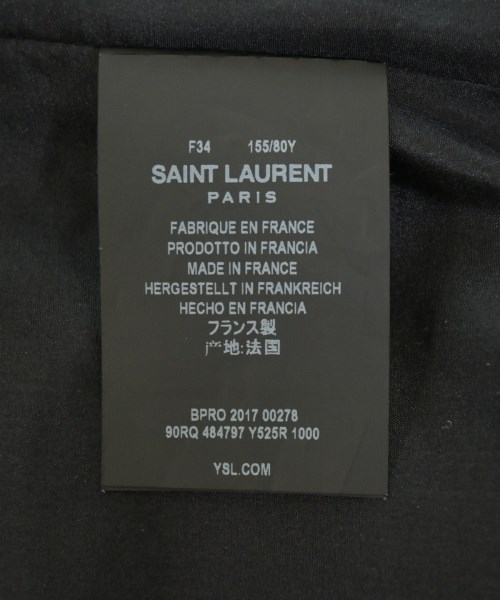 F34 155/80Y
SAINT LAURENT
PARIS
FABRIQUE EN FRANCE
PRODOTTO IN FRANCIA
MADE IN FRANCE
HERGESTELLT IN FRANKREICH
HECHO EN FRANCIA
フランス製
产地:法国
BPRO 2017 00278
90RQ 484797 Y525R 1000
YSL.COM